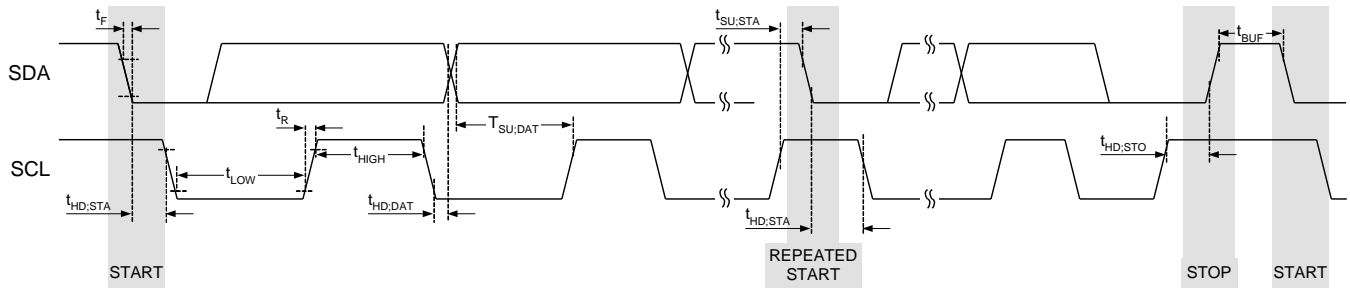 tF
tSU;STA
tBUF
SDA
tR
TSU;DAT
tHIGH
tLOW
tHD;STO
SCL
tHD;STA
tHD;DAT
tHD;STA
START
REPEATED
START
STOP
START